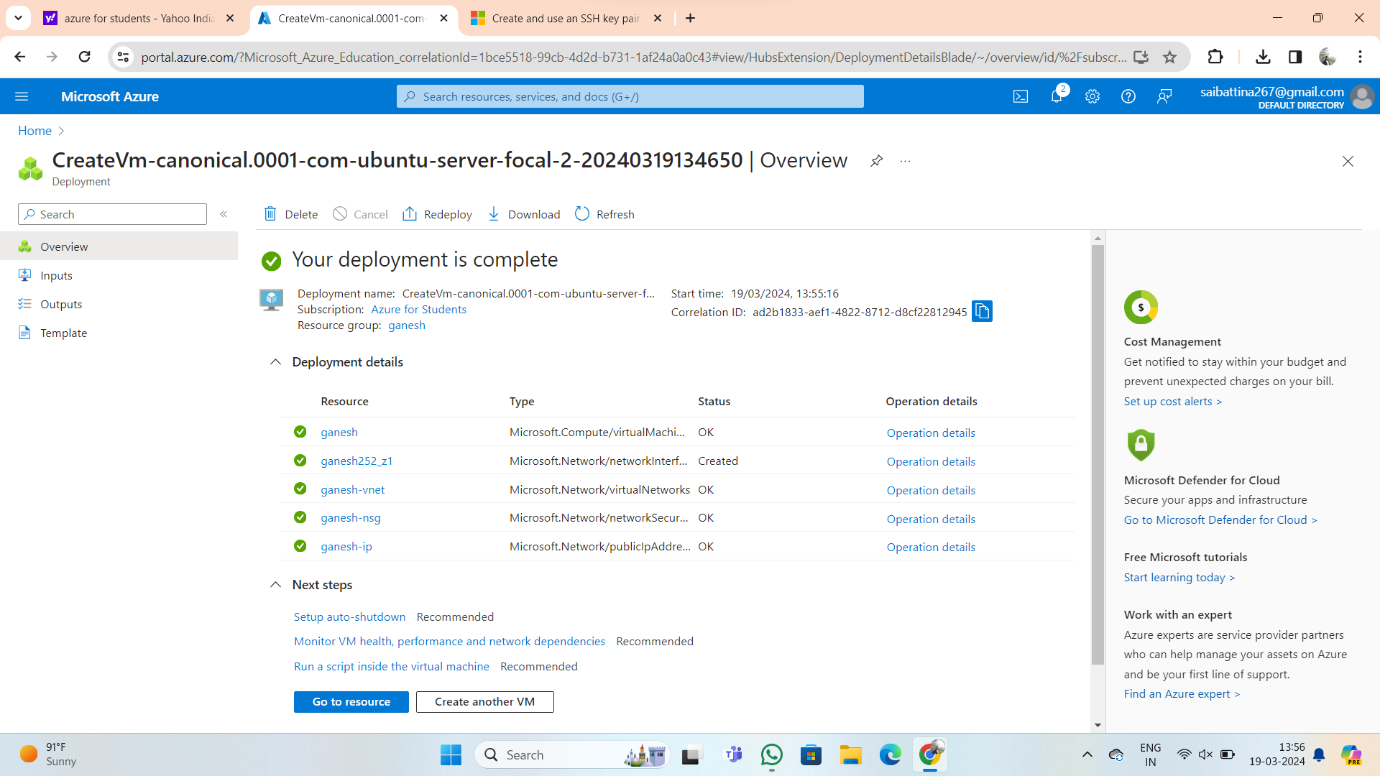 azure for students - Yahoo India
CreateVm-canonical.0001-com-
Create and use an SSH key pair
portal.azure.com/?Microsoft_Azure_Education_correlationId=1bce5518-99cb-4d2d-b731-1af24a0a0c43#view/HubsExtension/DeploymentDetailsBlade/~/overview/id/%2Fsubscr...
Microsoft Azure
Search resources, services, and docs (G+/)
2
saibattina267@gmail.com
DEFAULT DIRECTORY
Home
CreateVm-canonical.0001-com-ubuntu-server-focal-2-20240319134650 | Overview
Deployment
Search
Delete
Cancel
Redeploy
Download
Refresh
Overview
Inputs
Outputs
Template
Your deployment is complete
Deployment name: CreateVm-canonical.0001-com-ubuntu-server-f...
Subscription: Azure for Students
Resource group: ganesh
Start time: 19/03/2024, 13:55:16
Correlation ID: ad2b1833-aef1-4822-8712-d8cf22812945
Deployment details
Resource Type Status Operation details
ganesh Microsoft.Compute/virtualMachi... OK Operation details
ganesh252_z1 Microsoft.Network/networkInterf... Created Operation details
ganesh-vnet Microsoft.Network/virtualNetworks OK Operation details
ganesh-nsg Microsoft.Network/networkSecur... OK Operation details
ganesh-ip Microsoft.Network/publicIpAddre... OK Operation details
Next steps
Setup auto-shutdown Recommended
Monitor VM health, performance and network dependencies Recommended
Run a script inside the virtual machine Recommended
Go to resource
Create another VM
$
Cost Management
Get notified to stay within your budget and
prevent unexpected charges on your bill.
Set up cost alerts >
Microsoft Defender for Cloud
Secure your apps and infrastructure
Go to Microsoft Defender for Cloud >
Free Microsoft tutorials
Start learning today >
Work with an expert
Azure experts are service provider partners
who can help manage your assets on Azure
and be your first line of support.
Find an Azure expert >
91°F
Sunny
Search
ENG
IN
13:56
19-03-2024
PRE